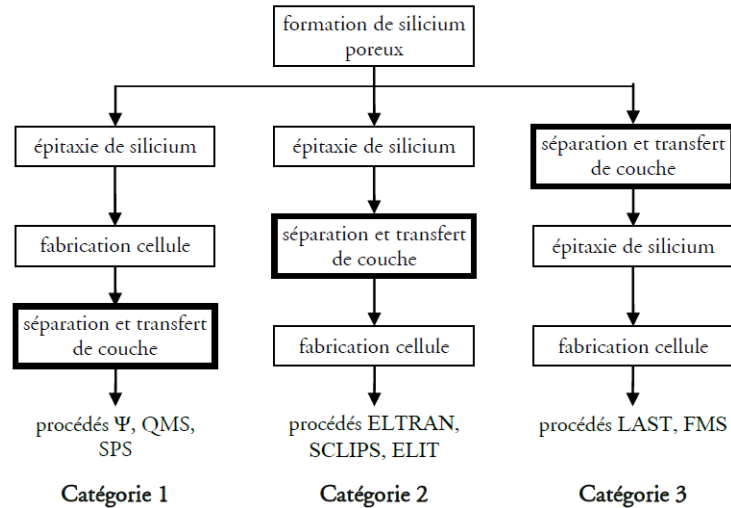 formation de silicium
poreux
épitaxie de silicium
fabrication cellule
séparation et transfert
de couche
procédés Ψ, QMS,
SPS
Catégorie 1
épitaxie de silicium
séparation et transfert
de couche
fabrication cellule
procédés ELTRAN,
SCLIPS, ELIT
Catégorie 2
séparation et transfert
de couche
épitaxie de silicium
fabrication cellule
procédés LAST, FMS
Catégorie 3